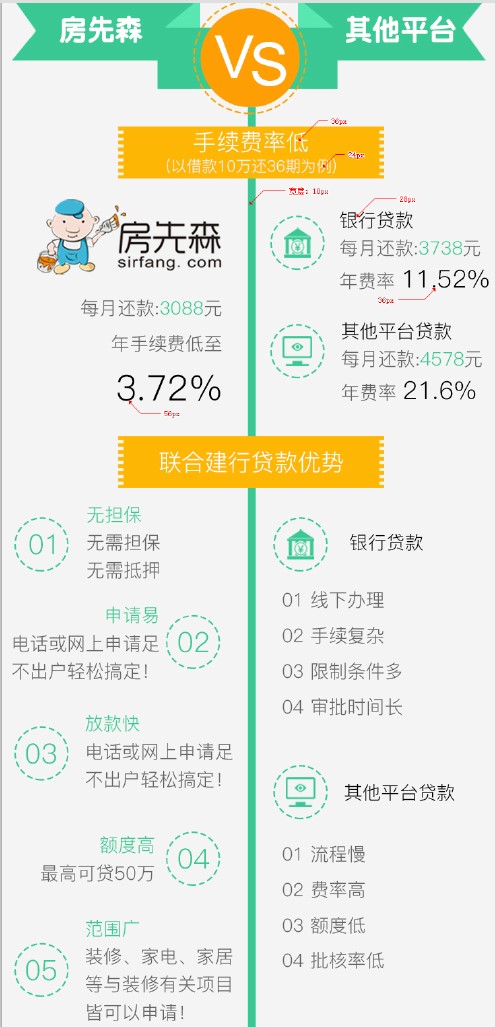 房先森
VS
其他平台
36px
手续费率低
24px
(以借款10万还36期为例)
宽度：10px
28px
房先森
sirfang.com
每月还款:3088元
年手续费低至
3.72%
56px
银行贷款
每月还款:3738元
年费率 11.52%
36px
其他平台贷款
每月还款:4578元
年费率 21.6%
联合建行贷款优势
01
无担保
无需担保
无需抵押
申请易
电话或网上申请足
不出户轻松搞定!
02
放款快
03
电话或网上申请足
不出户轻松搞定!
额度高
最高可贷50万
04
范围广
05
装修、家电、家居
等与装修有关项目
皆可以申请!
银行贷款
01 线下办理
02 手续复杂
03 限制条件多
04 审批时间长
其他平台贷款
01 流程慢
02 费率高
03 额度低
04 批核率低